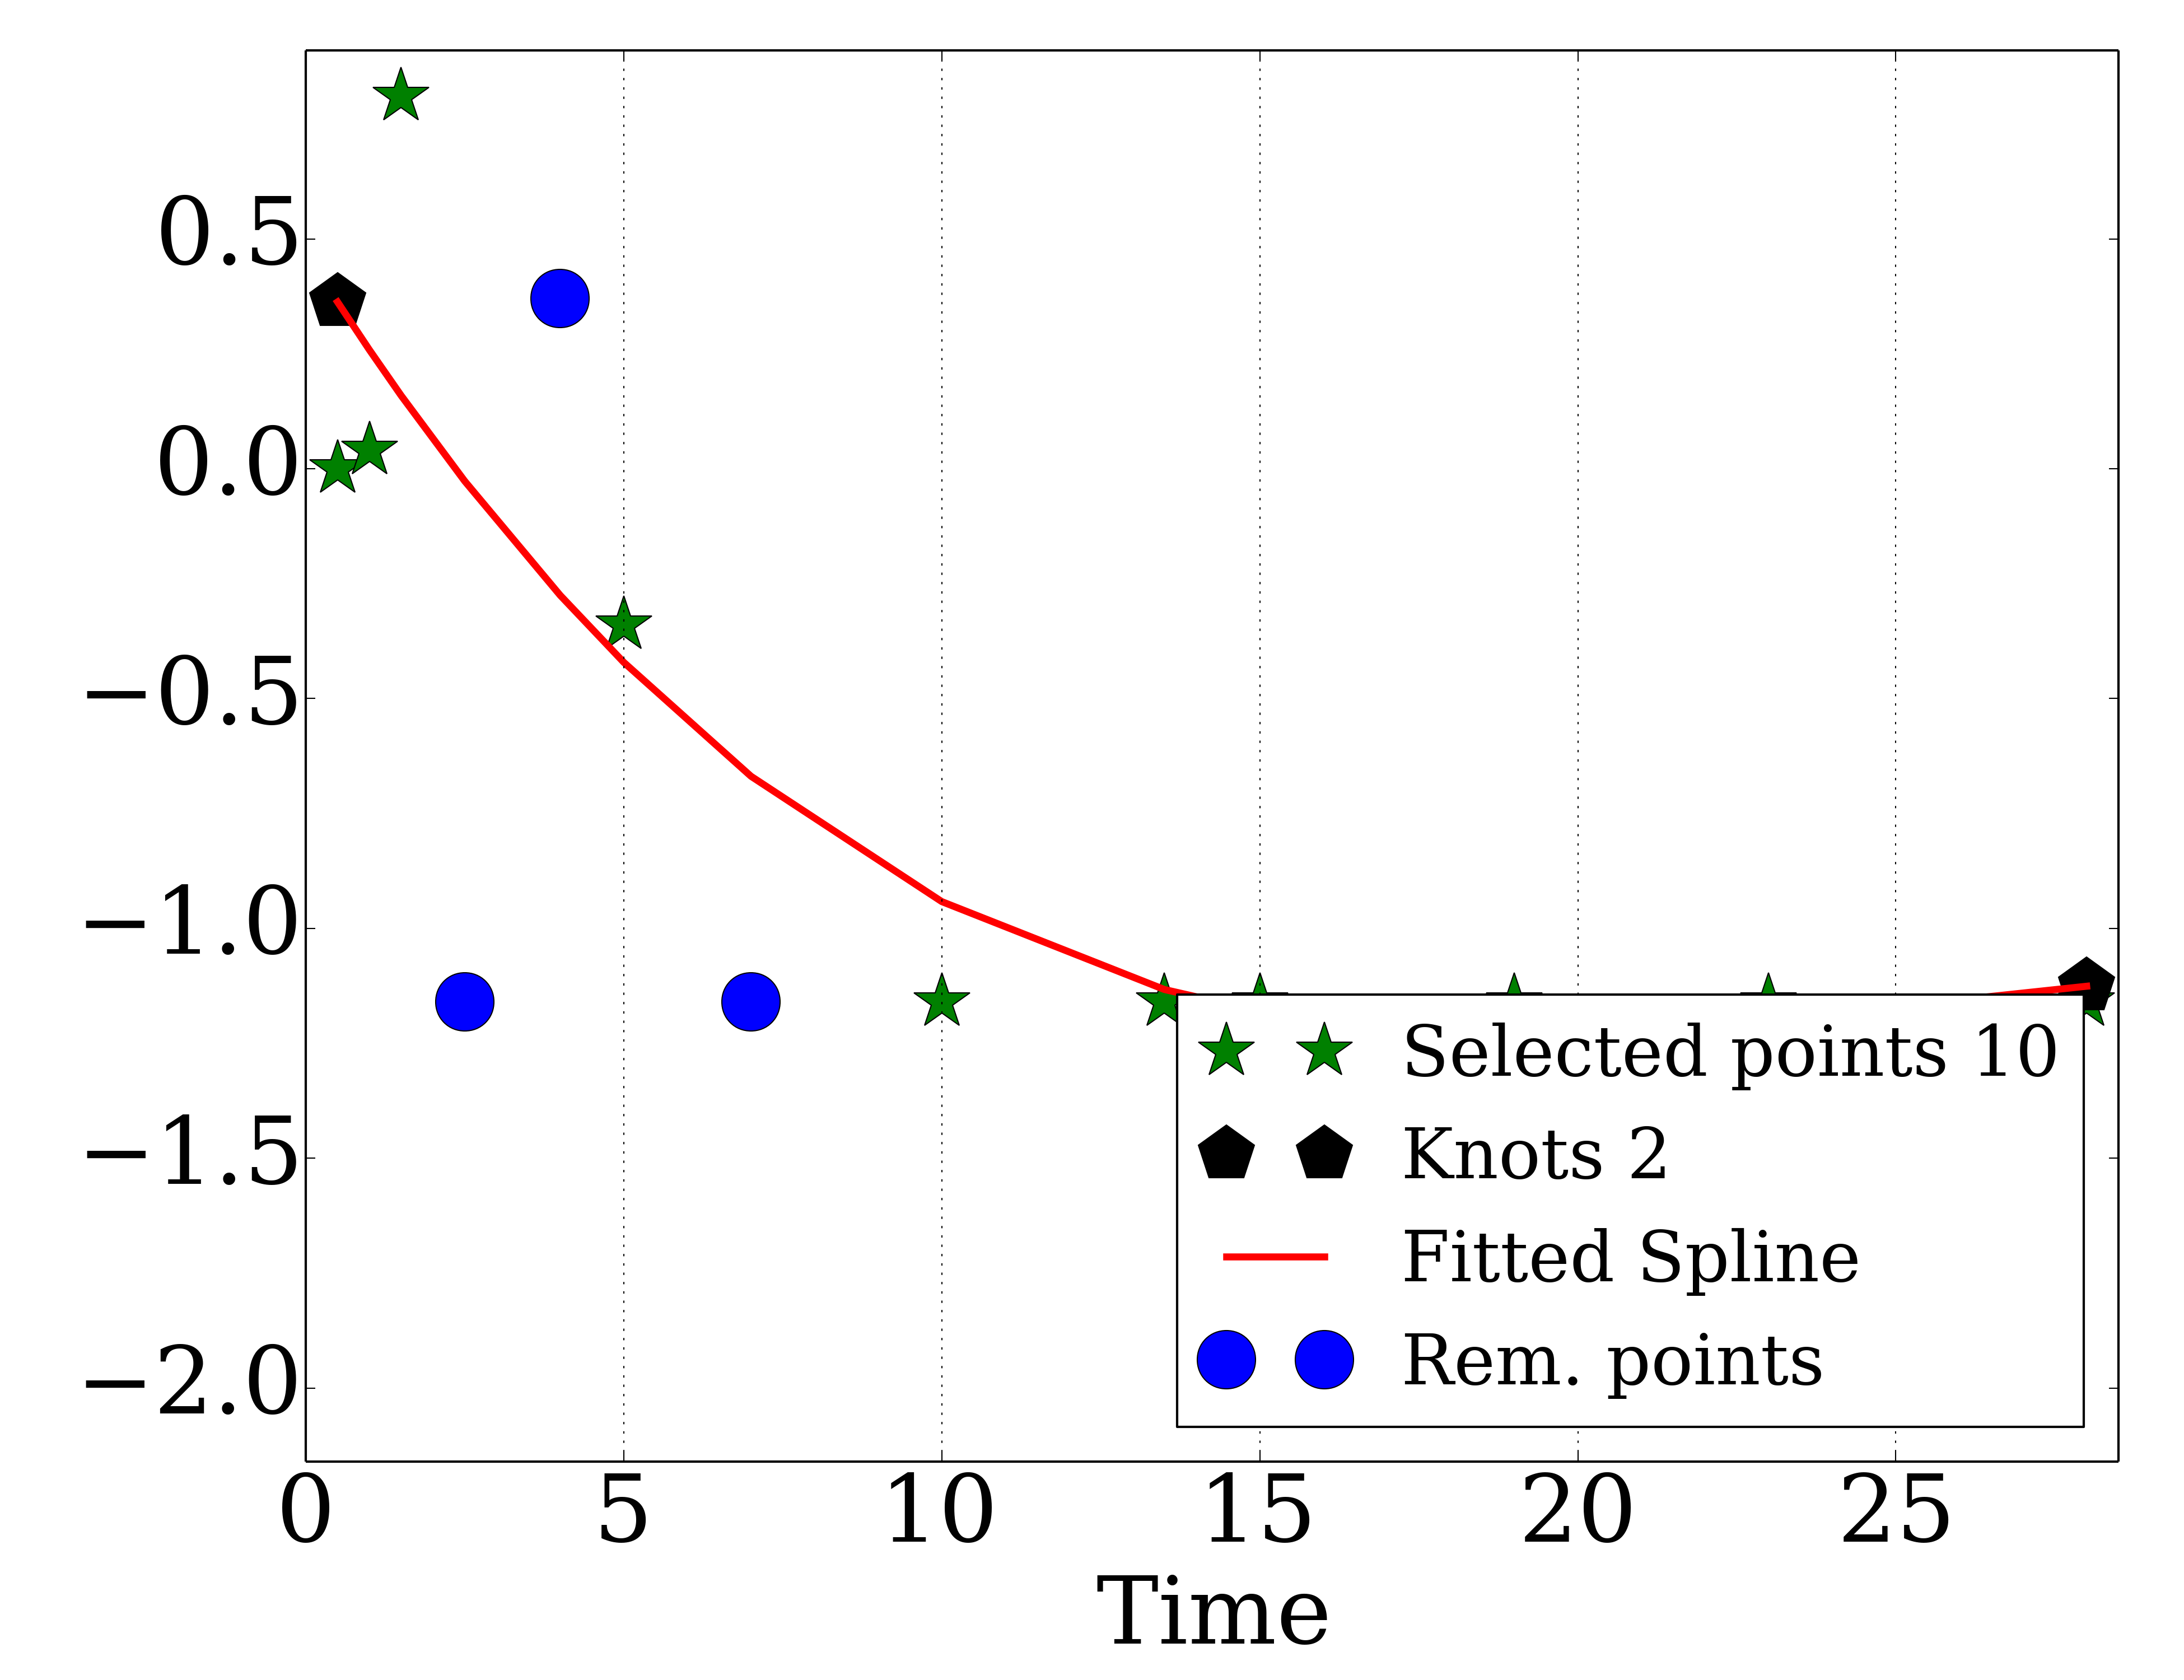 0.5
0.0
−0.5
−1.0
−1.5
−2.0
Selected points 10
Knots 2
Fitted Spline
Rem. points
0 5 10 15 20 25
Time